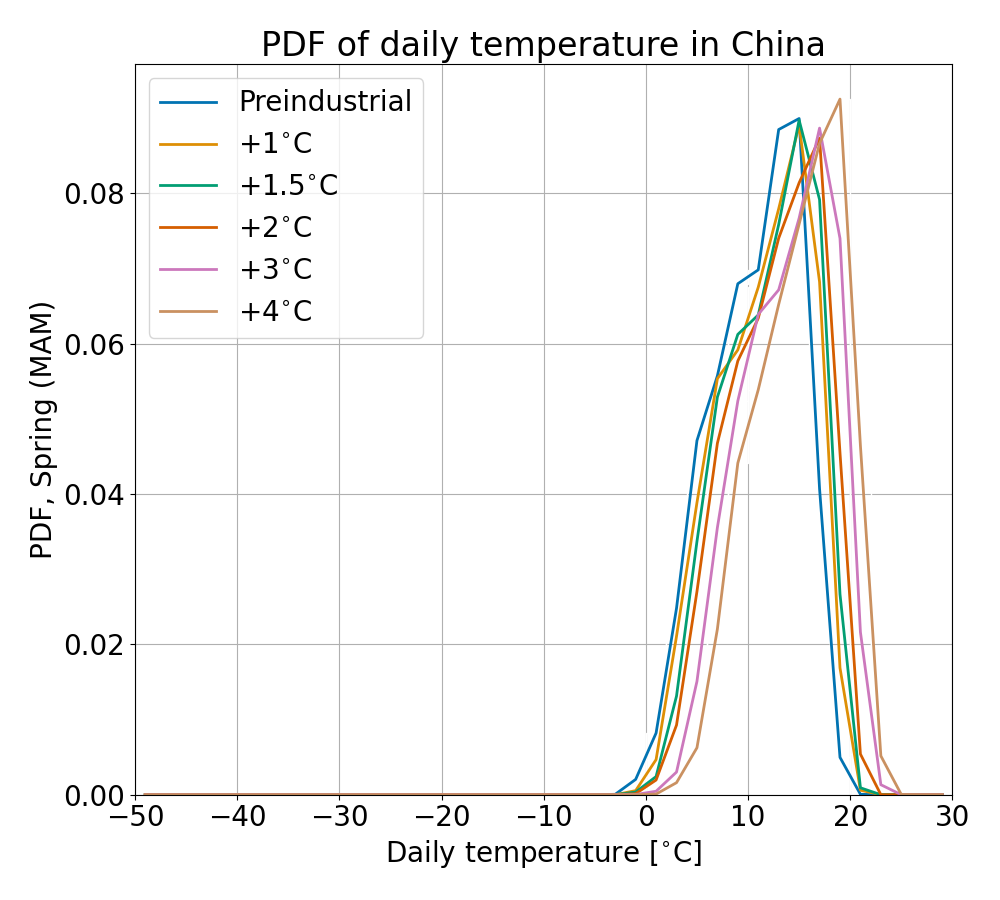 PDF of daily temperature in China
Preindustrial
+1°C
+1.5°C
+2°C
+3°C
+4°C
PDF, Spring (MAM)
0.08
0.06
0.04
0.02
0.00
−50 −40 −30 −20 −10 0 10 20 30
Daily temperature [°C]